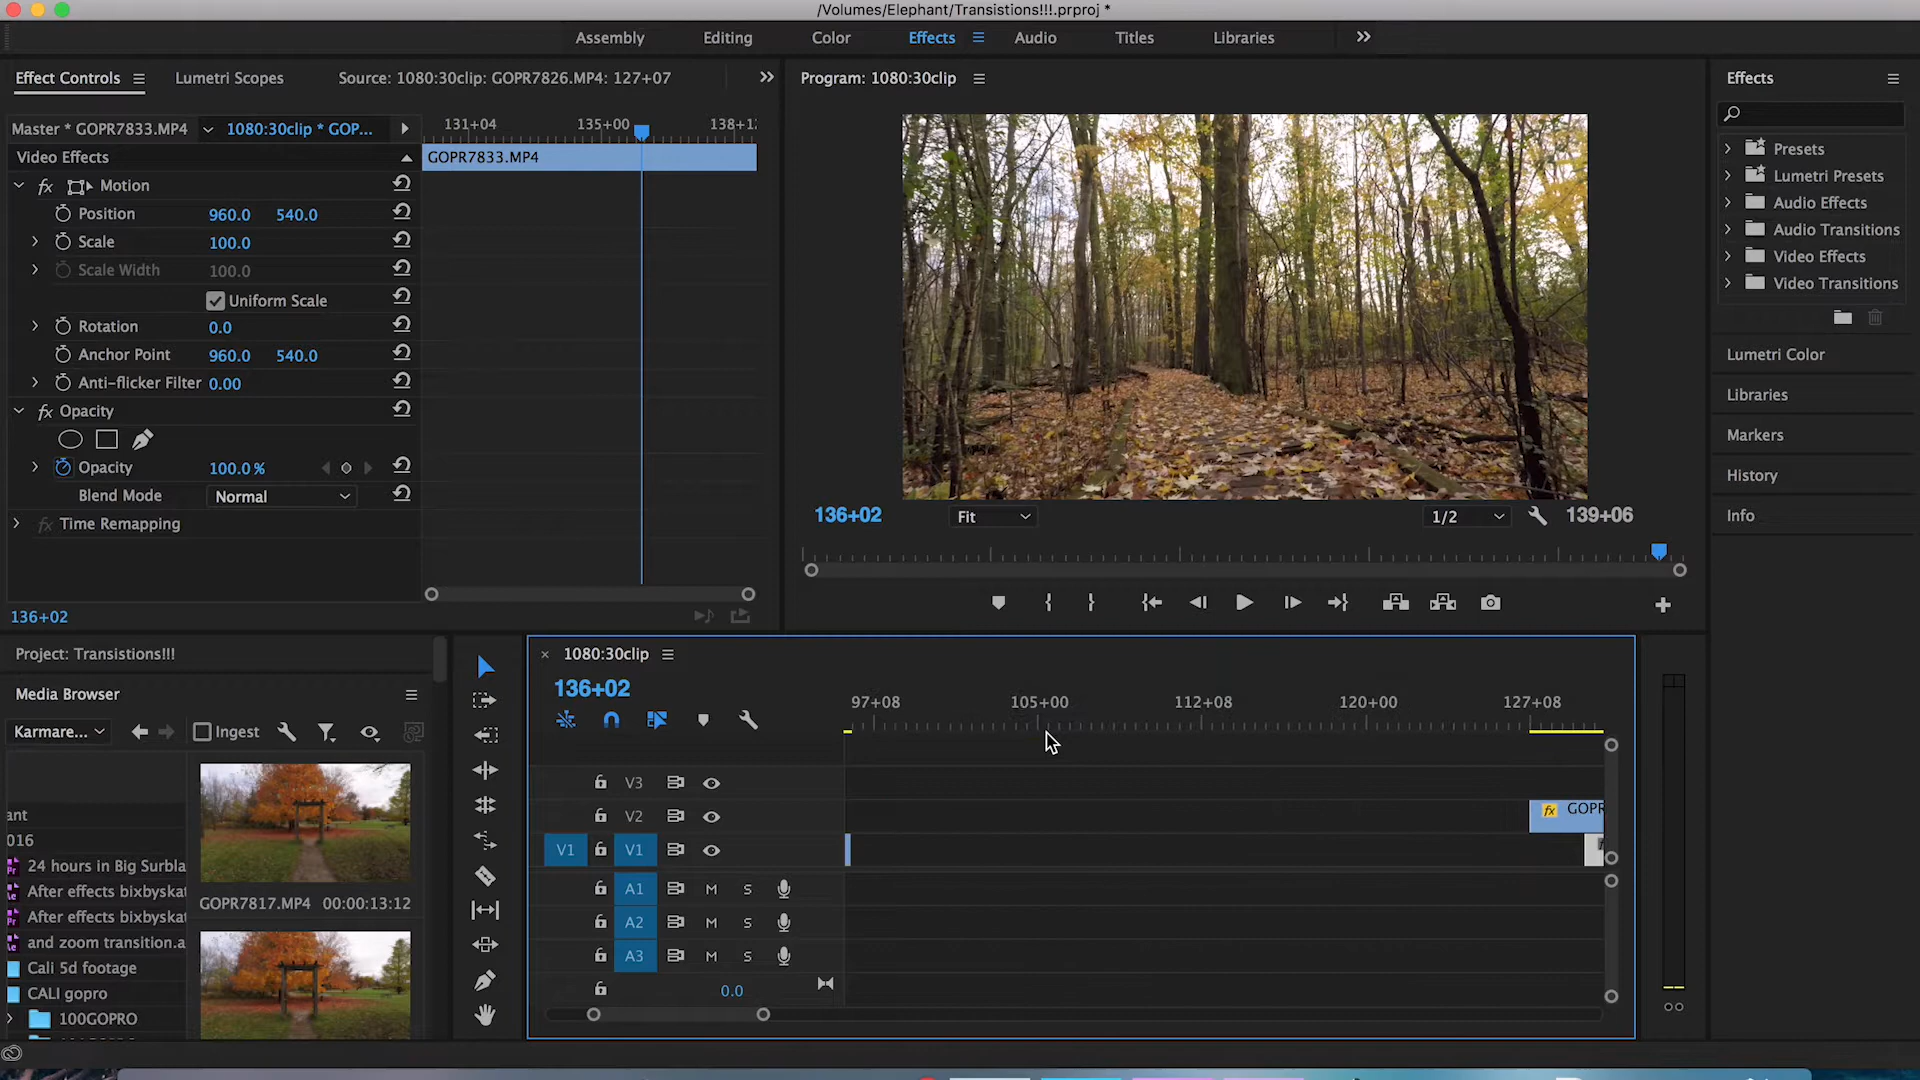 /Volumes/Elephant/Transistions!!!.prproj *
Assembly
Editing
Color
Effects
Audio
Titles
Libraries
Effect Controls
Lumetri Scopes
Source: 1080:30clip: GOPR7826.MP4: 127+07
Program: 1080:30clip
Effects
Master * GOPR7833.MP4
1080:30clip * GOP...
131+04
135+00
138+1
Video Effects
GOPR7833.MP4
Motion
Position 960.0 540.0
Scale 100.0
Scale Width 100.0
Uniform Scale
Rotation 0.0
Anchor Point 960.0 540.0
Anti-flicker Filter 0.00
fx Opacity
Opacity 100.0 %
Blend Mode Normal
fx Time Remapping
136+02
136+02
Fit
1/2
139+06
Presets
Lumetri Presets
Audio Effects
Audio Transitions
Video Effects
Video Transitions
Lumetri Color
Libraries
Markers
History
Info
Project: Transistions!!!
Media Browser
Karmare...
Ingest
ant
016
24 hours in Big Surbla
After effects bixbyskat
After effects bixbyskat
and zoom transition.a
Cali 5d footage
CALI gopro
100GOPRO
GOPR7817.MP4 00:00:13:12
× 1080:30clip
136+02
97+08
105+00
112+08
120+00
127+08
V3
V2
fx GOPR
V1 V1
A1 M S
A2 M S
A3 M S
0.0